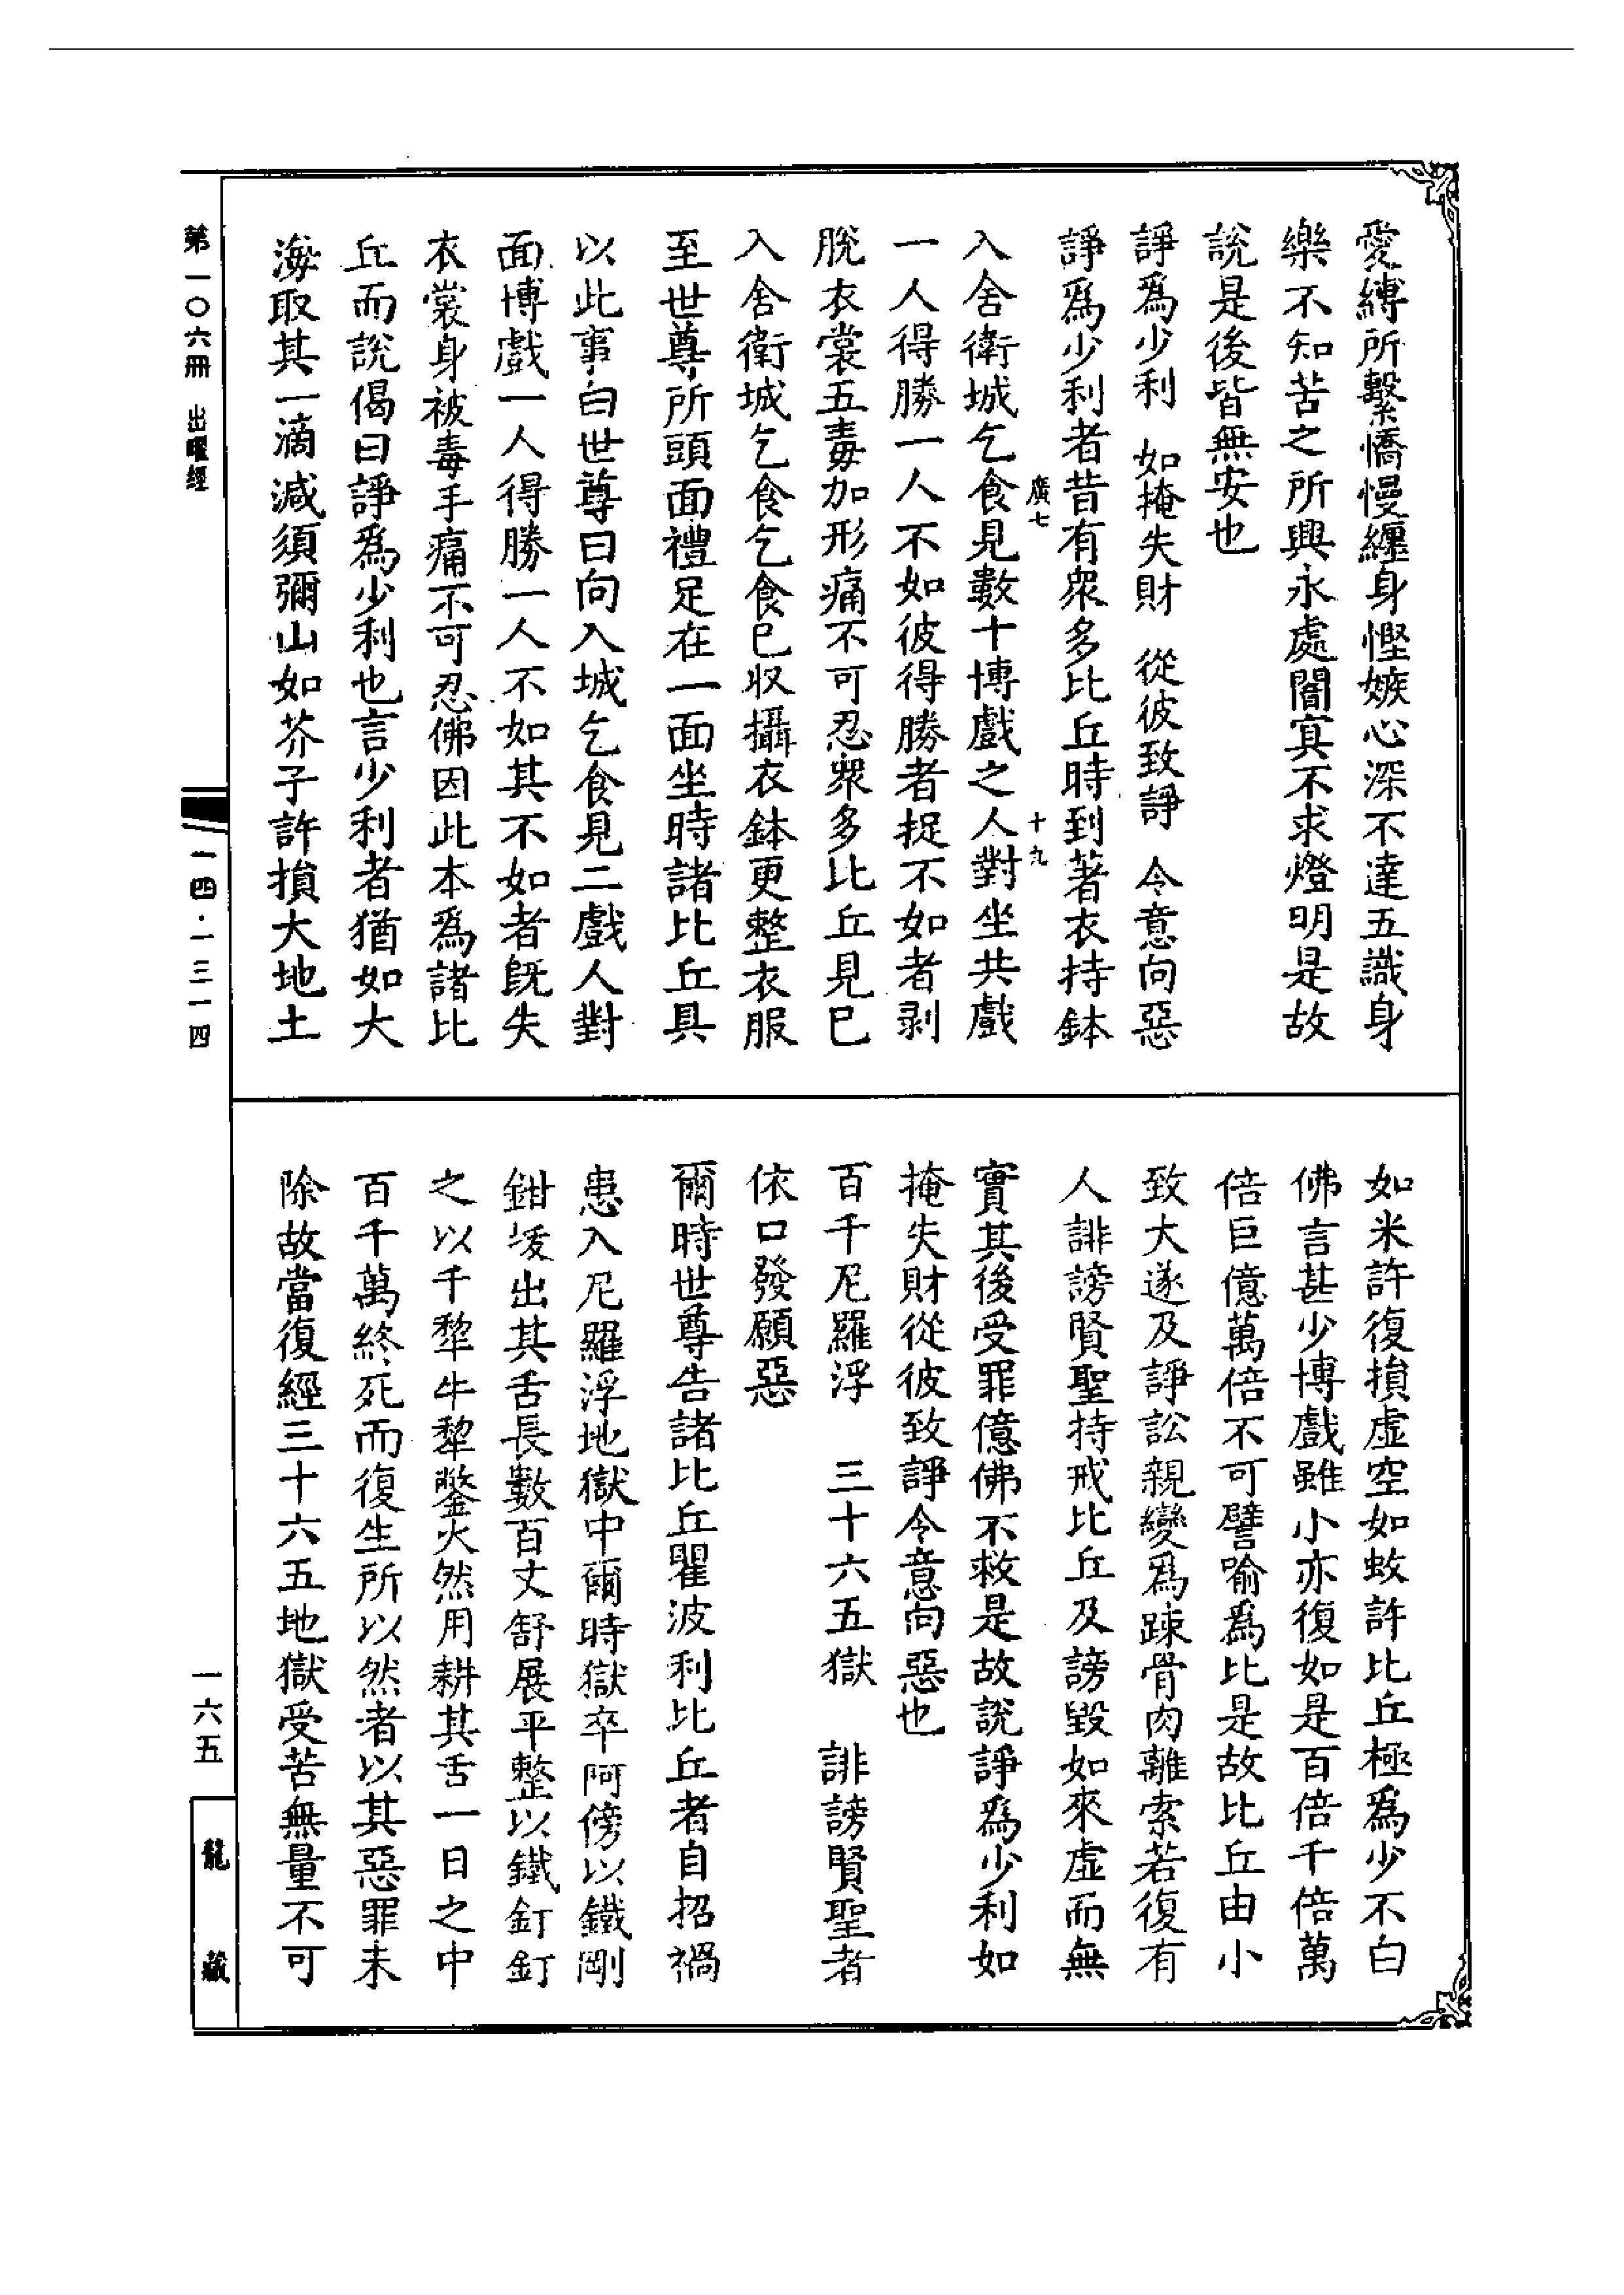 愛縛所繫憍慢纏身慳嫉心深不達五識身
樂不知苦之所興永處闇冥不求燈明是故
說是後皆無安也
諍爲少利　如掩失財　從彼致諍　令意向惡
諍爲少利者昔有眾多比丘時到著衣持鉢
廣七　十九
入舍衛城乞食見數十博戲之人對坐共戲
一人得勝一人不如彼得勝者捉不如者剥
脫衣裳五毒加形痛不可忍眾多比丘見已
入舍衛城乞食乞食已収攝衣鉢更整衣服
至世尊所頭面禮足在一面坐時諸比丘具
以此事白世尊曰向入城乞食見二戲人對
面博戲一人得勝一人不如其不如者旣失
衣裳身被毒手痛不可忍佛因此本爲諸比
丘而說偈曰諍爲少利也言少利者猶如大
海取其一滴減須彌山如芥子許損大地土
如米許復損虛空如蚊許比丘極爲少不白
佛言甚少博戲雖小亦復如是百倍千倍萬
倍巨億萬倍不可譬喻爲比是故比丘由小
致大遂及諍訟親變爲踈骨肉離索若復有
人誹謗賢聖持戒比丘及謗毀如來虛而無
實其後受罪億佛不救是故說諍爲少利如
掩失財從彼致諍令意向惡也
百千尼羅浮　三十六五獄　誹謗賢聖者
依口發願惡
爾時世尊告諸比丘瞿波利比丘者自招禍
患入尼羅浮地獄中爾時獄卒阿傍以鐵剛
鉗坺出其舌長數百丈舒展平整以鐵釘釘
之以千犂牛犂鐅火然用耕其舌一日之中
百千萬終死而復生所以然者以其惡罪未
除故當復經三十六五地獄受苦無量不可
第一〇六冊　出曜經
一四·一三一四
一六五
龍藏